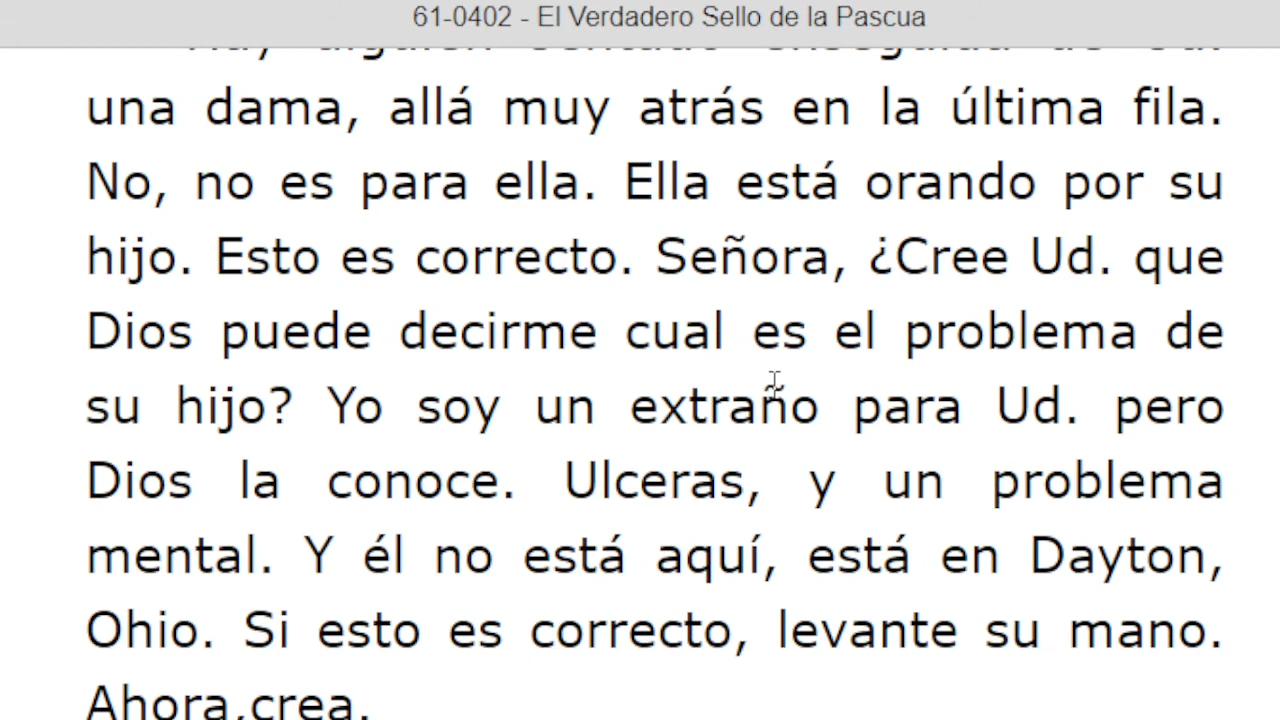 61-0402 - El Verdadero Sello de la Pascua
una dama, allá muy atrás en la última fila.
No, no es para ella. Ella está orando por su
hijo. Esto es correcto. Señora, ¿Cree Ud. que
Dios puede decirme cual es el problema de
su hijo? Yo soy un extraño para Ud. pero
Dios la conoce. Ulceras, y un problema
mental. Y él no está aquí, está en Dayton,
Ohio. Si esto es correcto, levante su mano.
Ahora,crea.